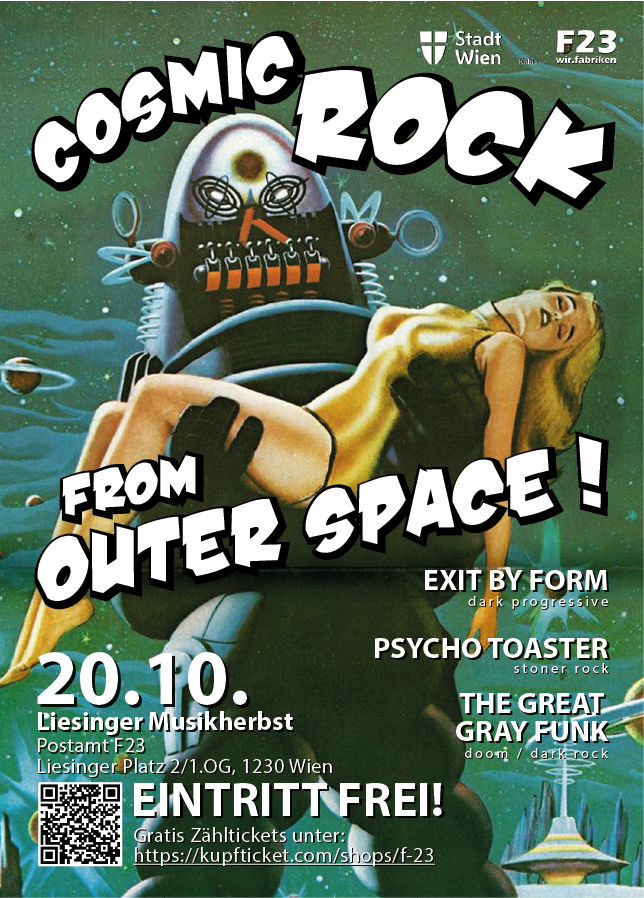 Stadt
Wien
Kultur
F23
wir.fabriken
COSMIC
ROCK
FROM
OUTER SPACE !
EXIT BY FORM
dark progressive
PSYCHO TOASTER
stoner rock
THE GREAT
GRAY FUNK
doom / dark rock
20.10.
Liesinger Musikherbst
Postamt F23
Liesinger Platz 2/1.OG, 1230 Wien
EINTRITT FREI!
Gratis Zähltickets unter:
https://kupfticket.com/shops/f-23